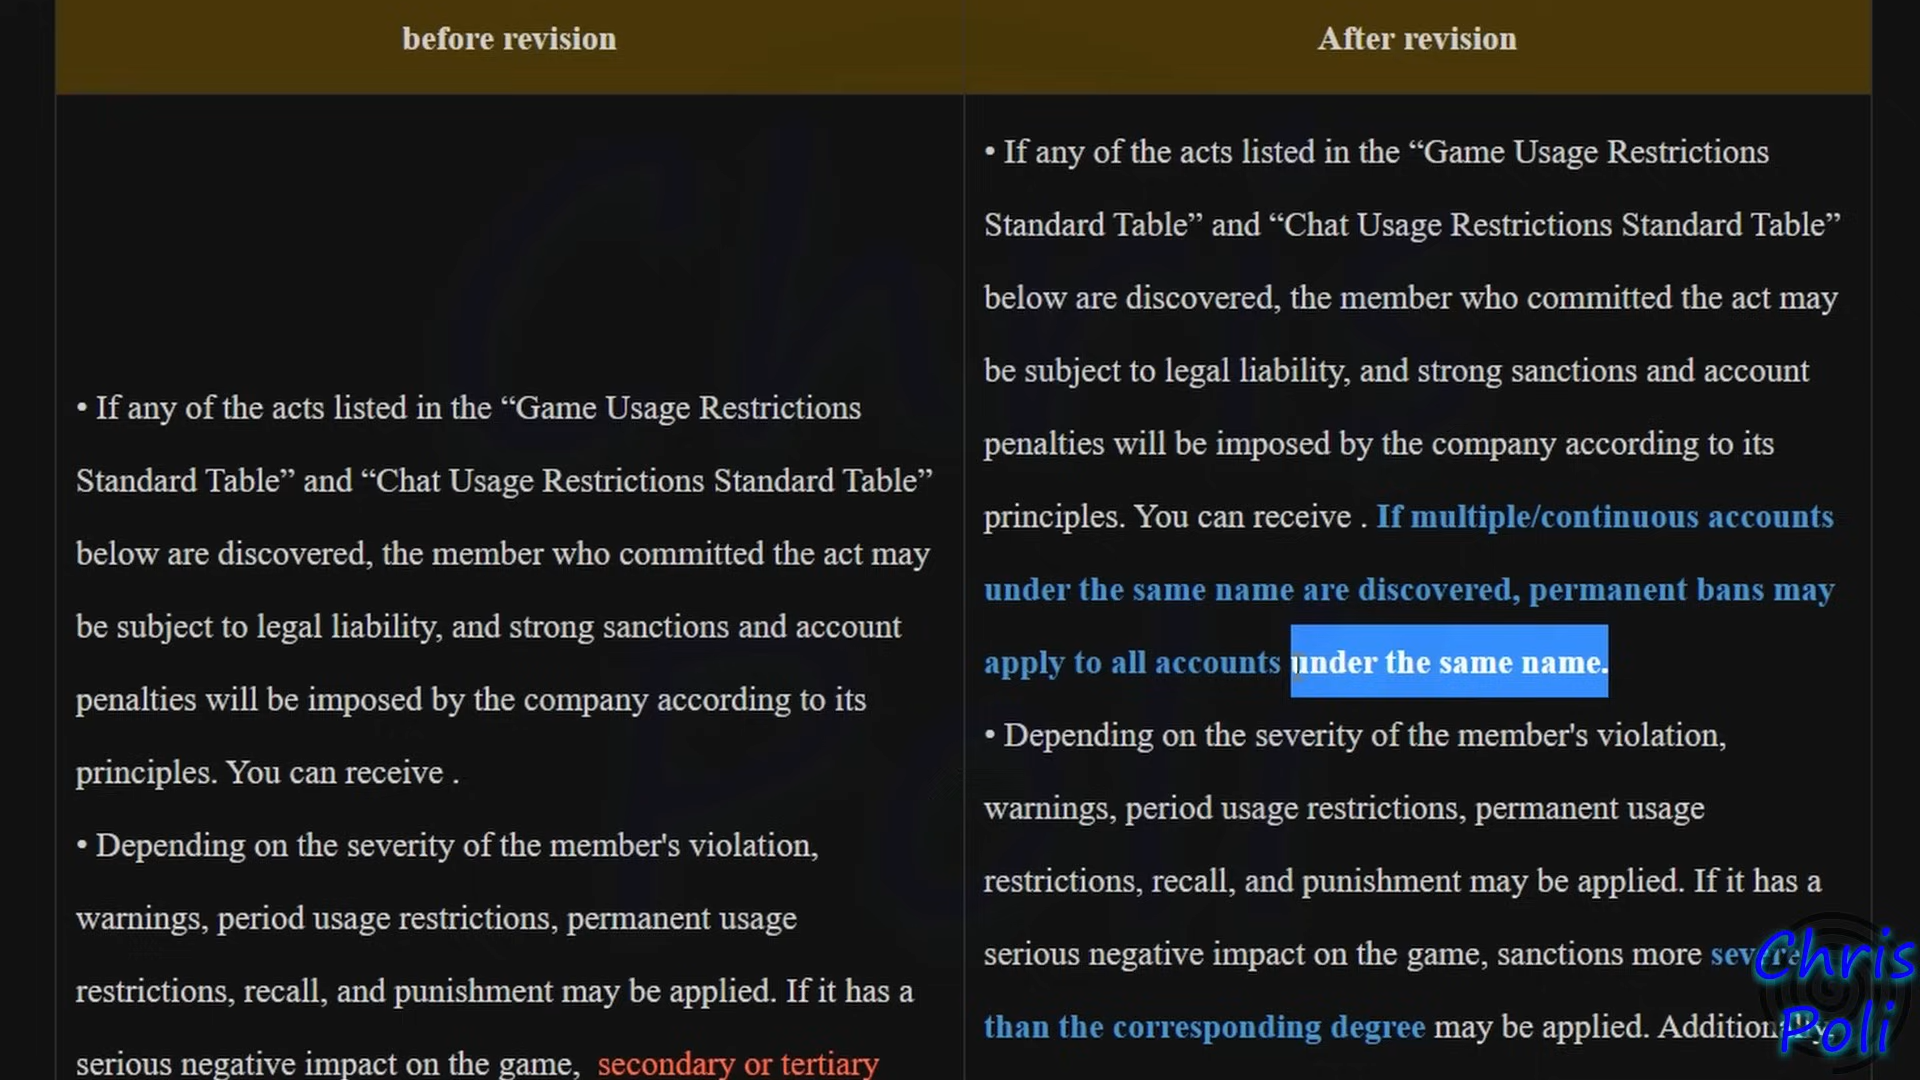 before revision
• If any of the acts listed in the “Game Usage Restrictions
Standard Table” and “Chat Usage Restrictions Standard Table”
below are discovered, the member who committed the act may
be subject to legal liability, and strong sanctions and account
penalties will be imposed by the company according to its
principles. You can receive .
• Depending on the severity of the member's violation,
warnings, period usage restrictions, permanent usage
restrictions, recall, and punishment may be applied. If it has a
serious negative impact on the game, secondary or tertiary
After revision
• If any of the acts listed in the “Game Usage Restrictions
Standard Table” and “Chat Usage Restrictions Standard Table”
below are discovered, the member who committed the act may
be subject to legal liability, and strong sanctions and account
penalties will be imposed by the company according to its
principles. You can receive . If multiple/continuous accounts
under the same name are discovered, permanent bans may
apply to all accounts under the same name.
• Depending on the severity of the member's violation,
warnings, period usage restrictions, permanent usage
restrictions, recall, and punishment may be applied. If it has a
serious negative impact on the game, sanctions more severe
than the corresponding degree may be applied. Additionally
Chris
Poli